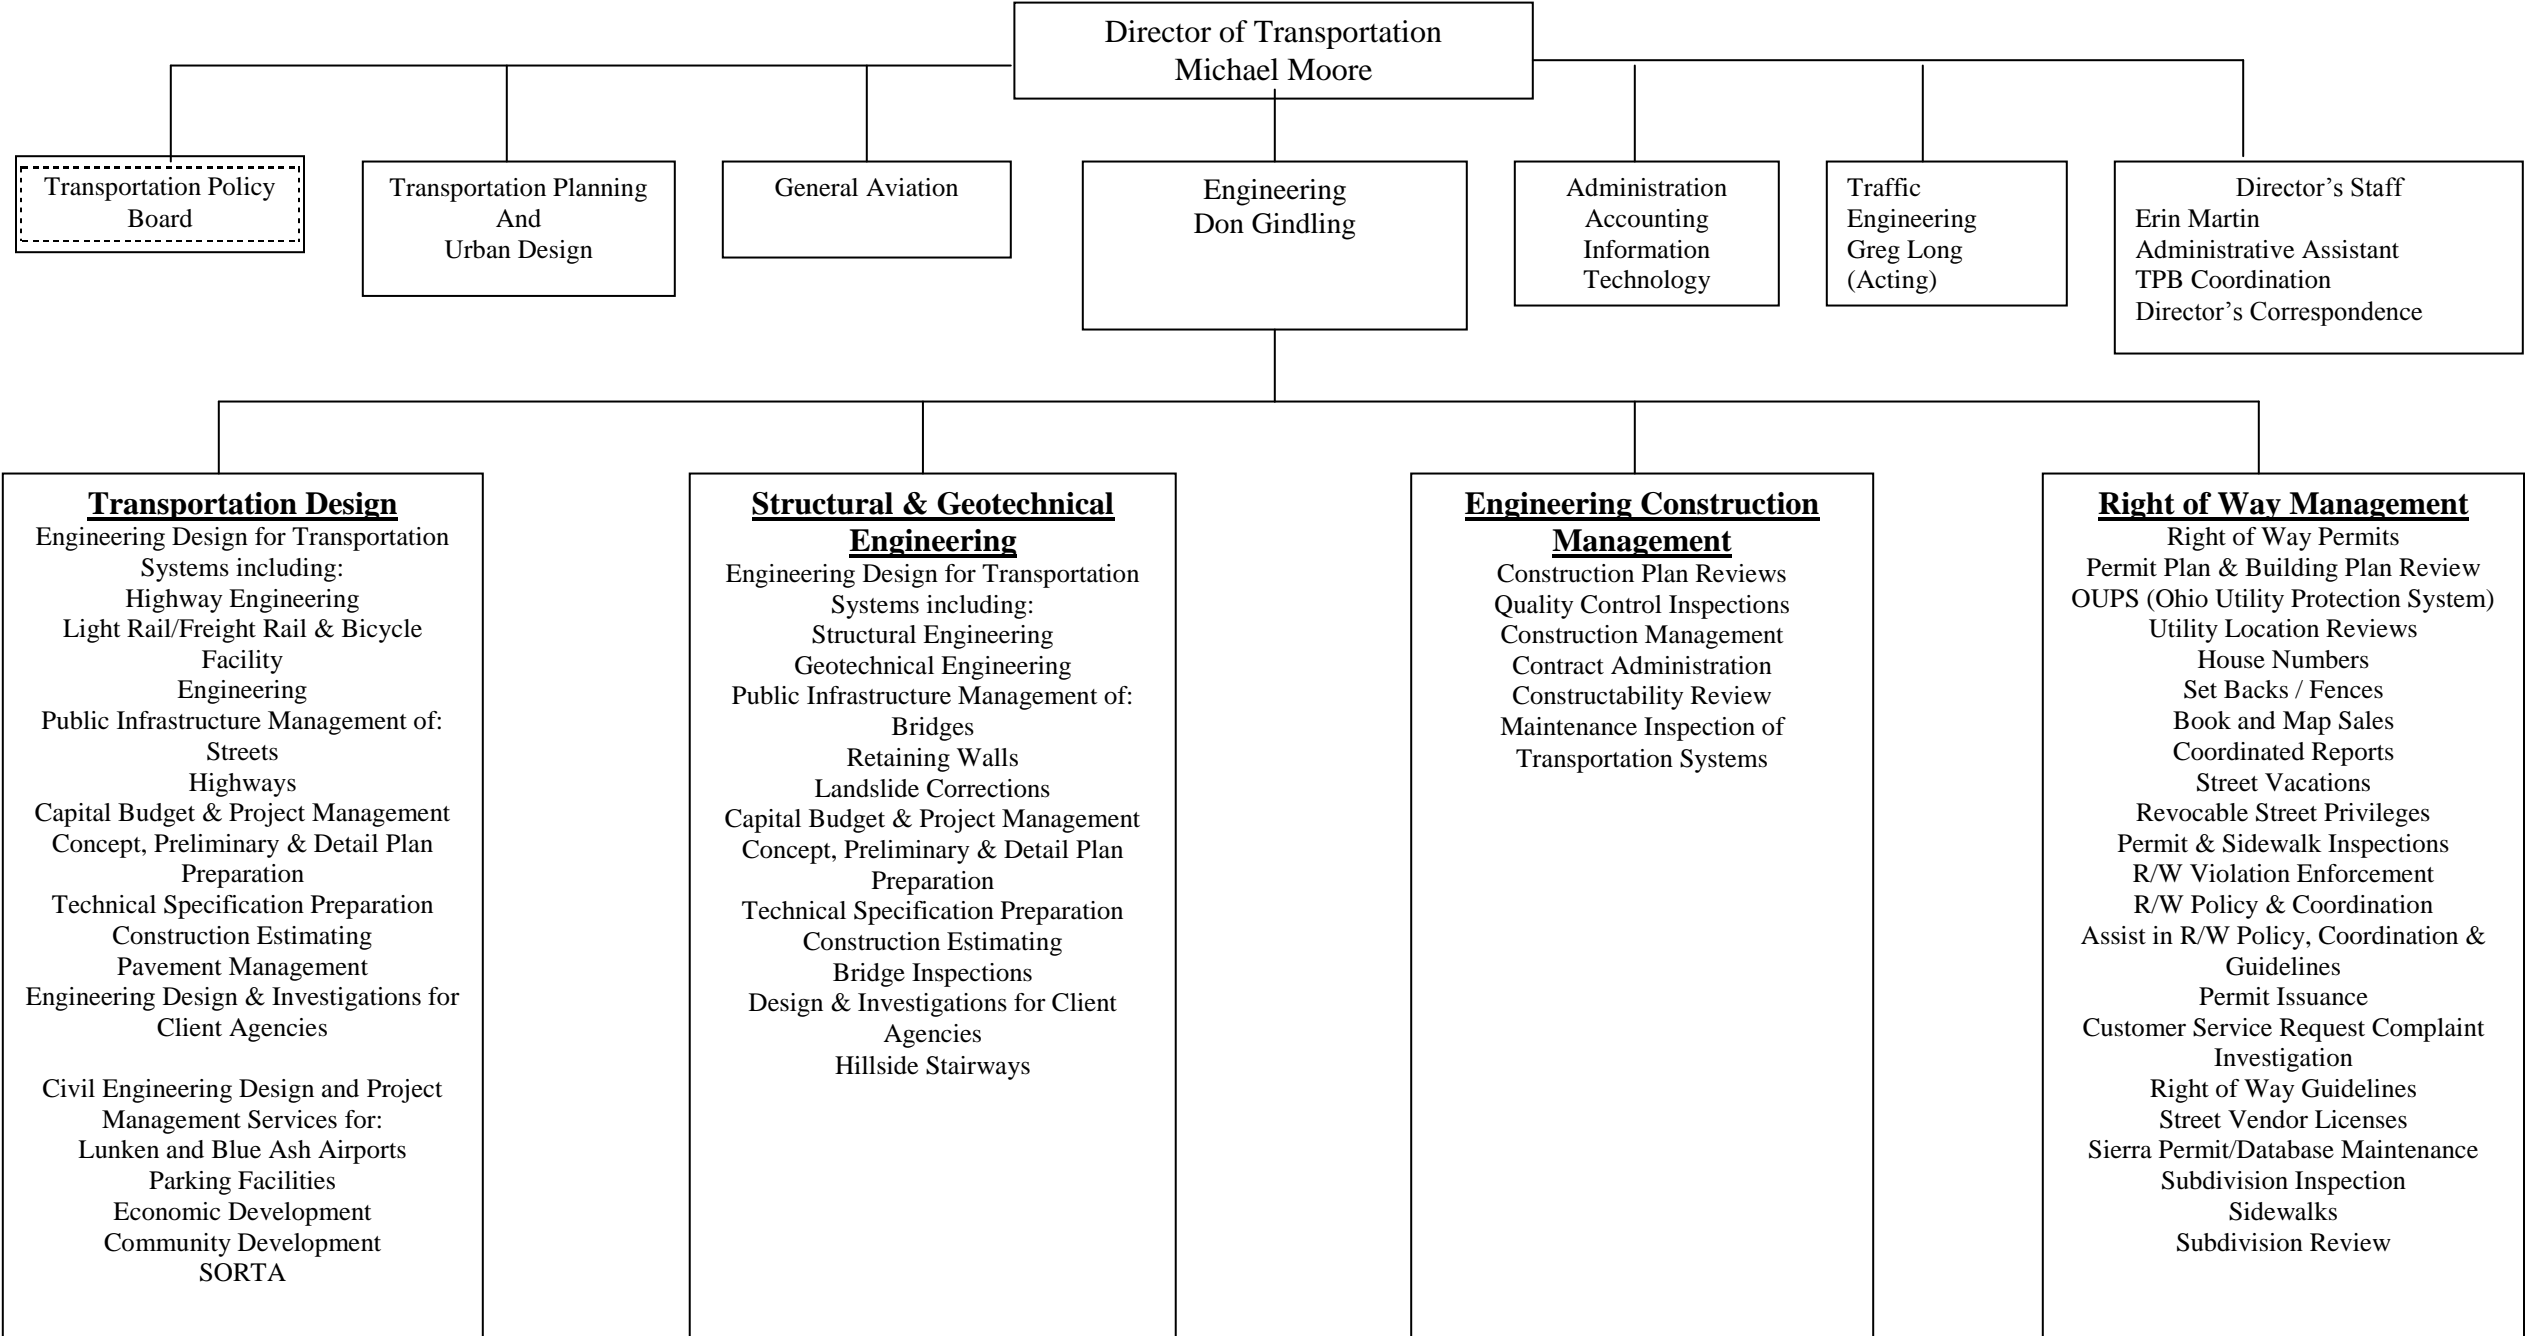 Director of Transportation
Michael Moore
Transportation Policy
Board
Transportation Planning
And
Urban Design
General Aviation
Engineering
Don Gindling
Administration
Accounting
Information
Technology
Traffic
Engineering
Greg Long
(Acting)
Director’s Staff
Erin Martin
Administrative Assistant
TPB Coordination
Director’s Correspondence
Transportation Design
Engineering Design for Transportation
Systems including:
Highway Engineering
Light Rail/Freight Rail & Bicycle
Facility
Engineering
Public Infrastructure Management of:
Streets
Highways
Capital Budget & Project Management
Concept, Preliminary & Detail Plan
Preparation
Technical Specification Preparation
Construction Estimating
Pavement Management
Engineering Design & Investigations for
Client Agencies
Civil Engineering Design and Project
Management Services for:
Lunken and Blue Ash Airports
Parking Facilities
Economic Development
Community Development
SORTA
Structural & Geotechnical
Engineering
Engineering Design for Transportation
Systems including:
Structural Engineering
Geotechnical Engineering
Public Infrastructure Management of:
Bridges
Retaining Walls
Landslide Corrections
Capital Budget & Project Management
Concept, Preliminary & Detail Plan
Preparation
Technical Specification Preparation
Construction Estimating
Bridge Inspections
Design & Investigations for Client
Agencies
Hillside Stairways
Engineering Construction
Management
Construction Plan Reviews
Quality Control Inspections
Construction Management
Contract Administration
Constructability Review
Maintenance Inspection of
Transportation Systems
Right of Way Management
Right of Way Permits
Permit Plan & Building Plan Review
OUPS (Ohio Utility Protection System)
Utility Location Reviews
House Numbers
Set Backs / Fences
Book and Map Sales
Coordinated Reports
Street Vacations
Revocable Street Privileges
Permit & Sidewalk Inspections
R/W Violation Enforcement
R/W Policy & Coordination
Assist in R/W Policy, Coordination &
Guidelines
Permit Issuance
Customer Service Request Complaint
Investigation
Right of Way Guidelines
Street Vendor Licenses
Sierra Permit/Database Maintenance
Subdivision Inspection
Sidewalks
Subdivision Review